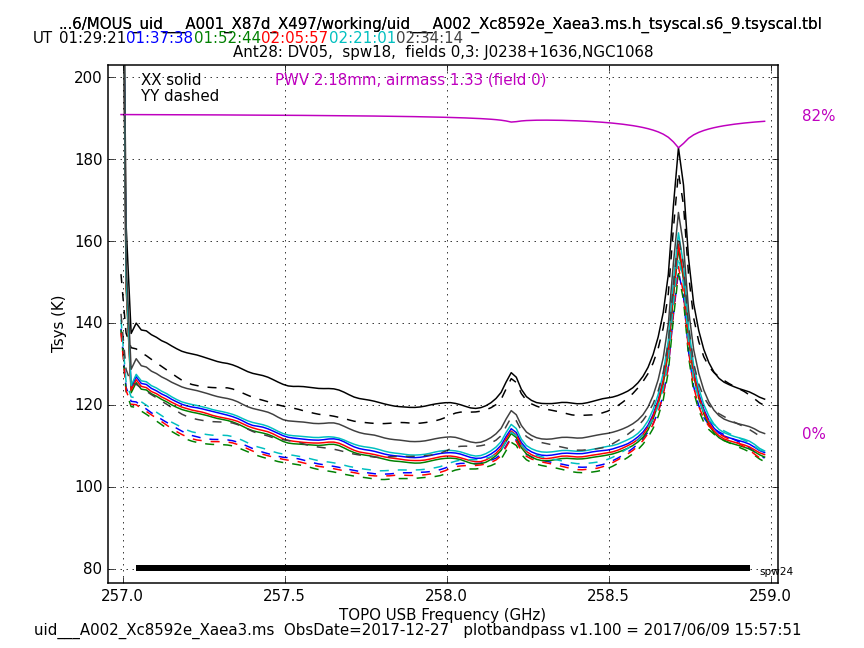 ...6/MOUS_uid___A001_X87d_X497/working/uid___A002_Xc8592e_Xaea3.ms.h_tsyscal.s6_9.tsyscal.tbl
UT 01:29:21 01:37:38 01:52:44 02:05:57 02:21:01 02:34:14
Ant28: DV05, spw18, fields 0,3: J0238+1636,NGC1068
XX solid
YY dashed
PWV 2.18mm, airmass 1.33 (field 0)
82%
0%
200
180
160
140
120
100
80
Tsys (K)
spw24
257.0 257.5 258.0 258.5 259.0
TOPO USB Frequency (GHz)
uid___A002_Xc8592e_Xaea3.ms ObsDate=2017-12-27 plotbandpass v1.100 = 2017/06/09 15:57:51